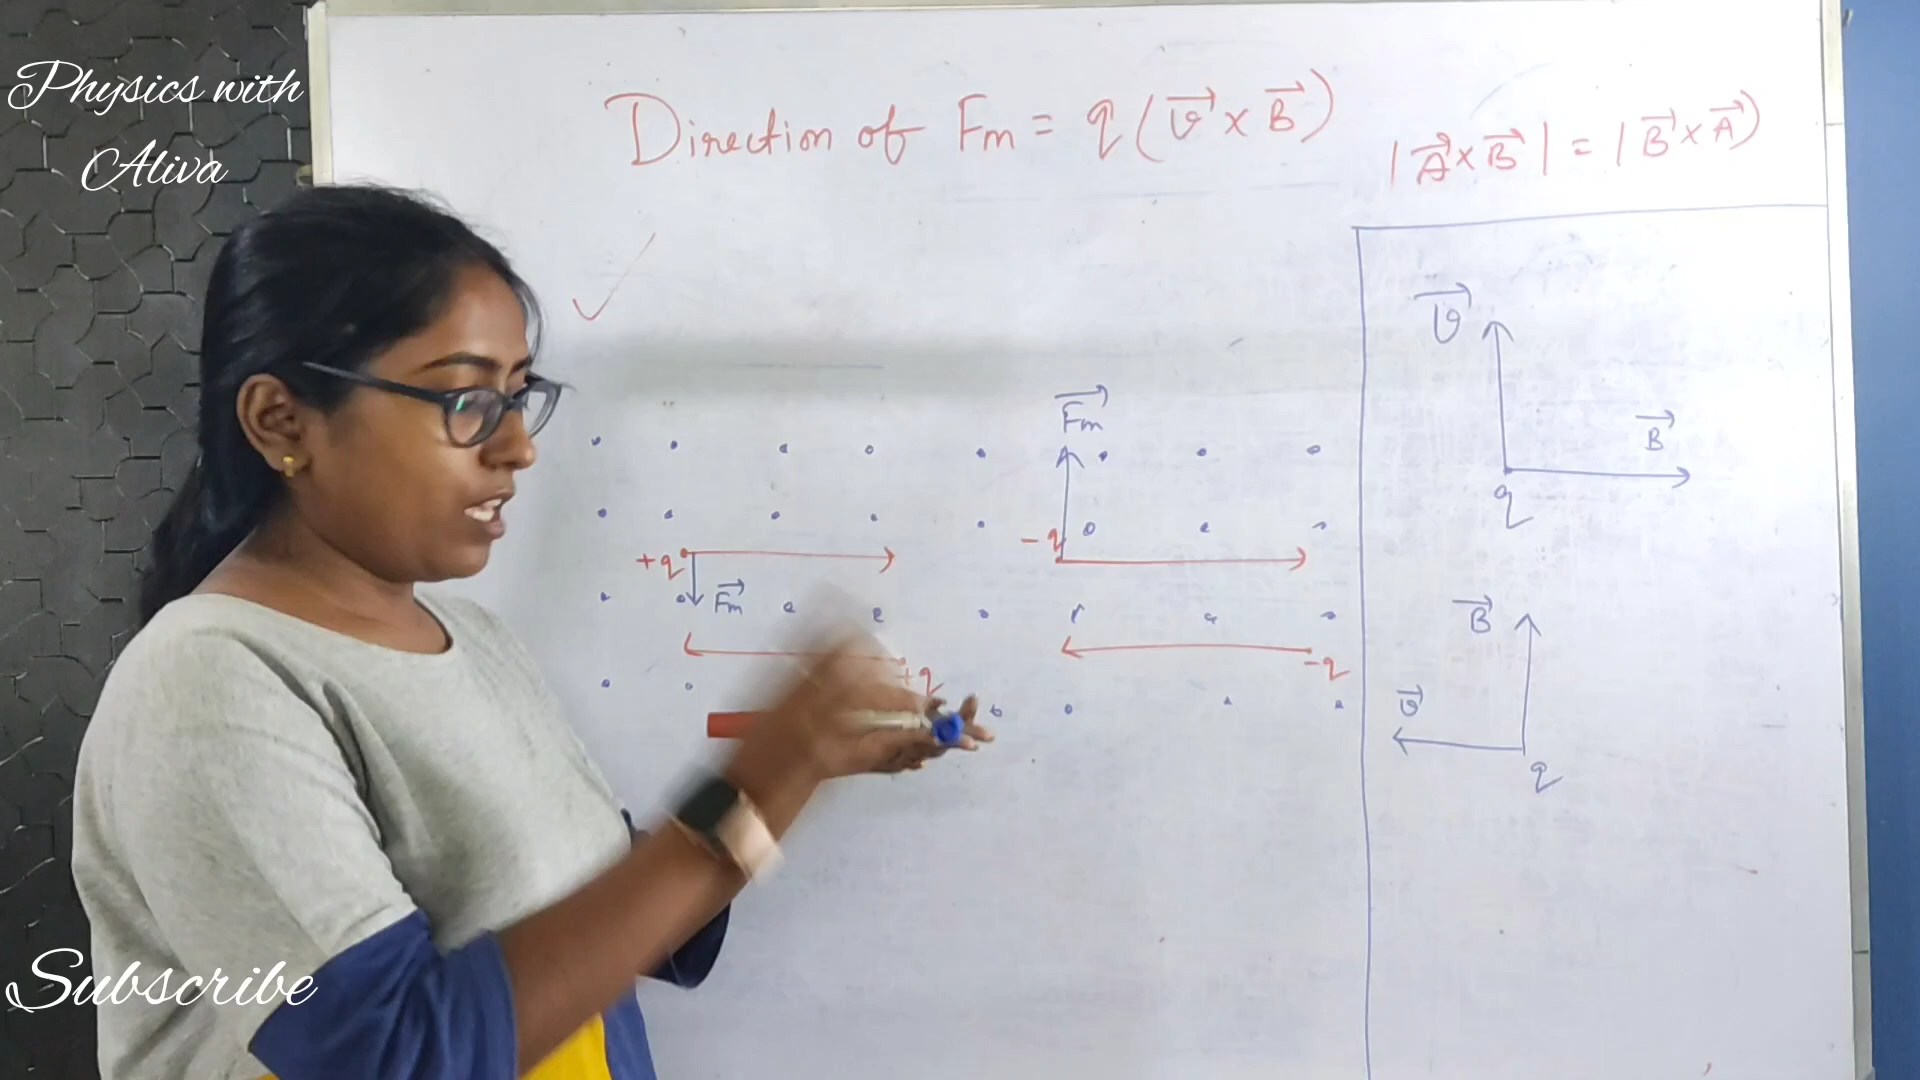 Physics with
Aliva
Direction of Fm = q(v⃗ × B⃗)
|A⃗ × B⃗| = |B⃗ × A⃗)
v⃗
B⃗
q
F⃗m
-q
+q
F⃗m
+q
-q
B⃗
v⃗
q
Subscribe